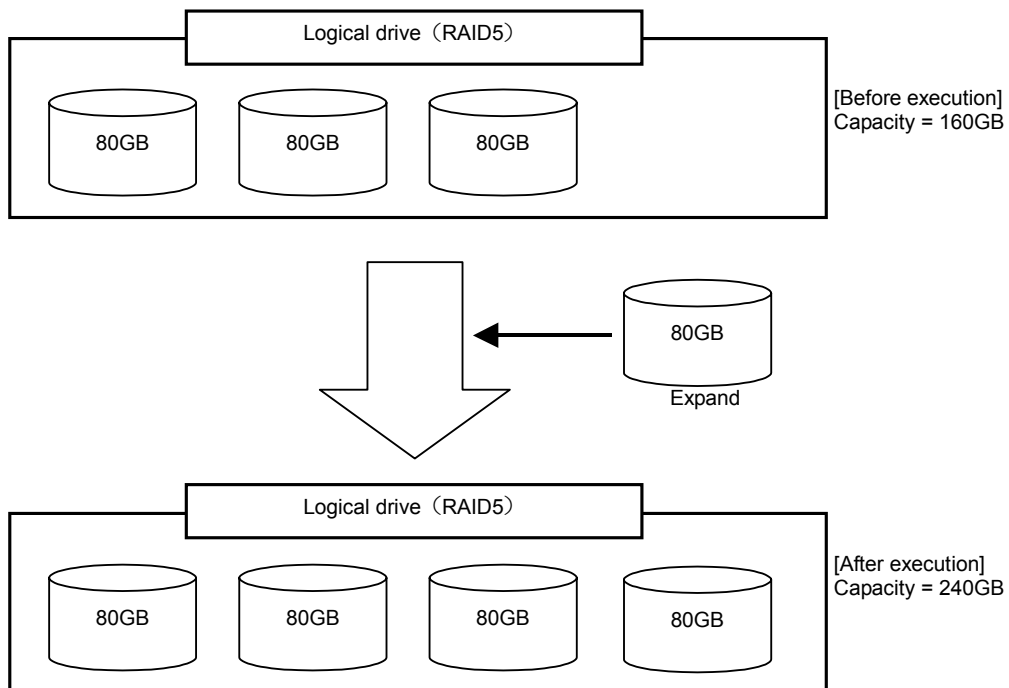 Logical drive（RAID5）
80GB
80GB
80GB
[Before execution]
Capacity = 160GB
80GB
Expand
Logical drive（RAID5）
80GB
80GB
80GB
80GB
[After execution]
Capacity = 240GB